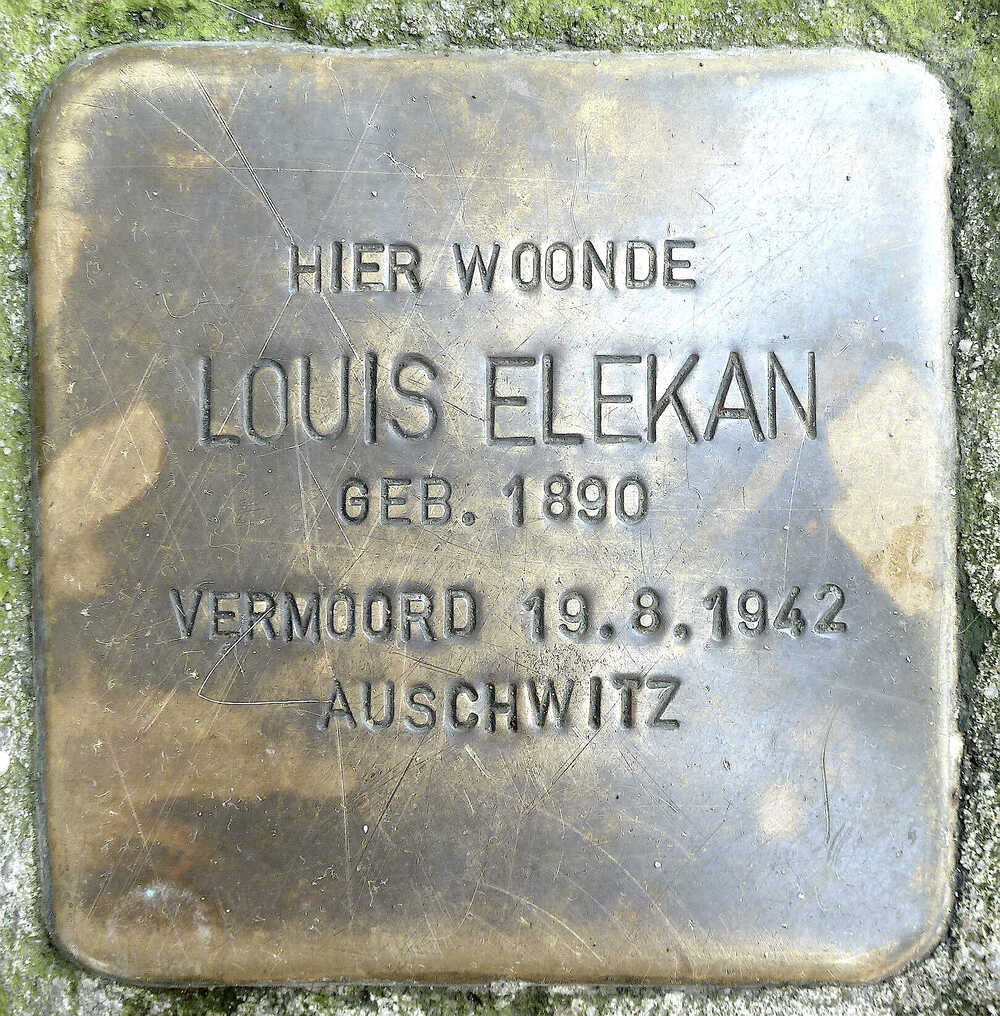 HIER WOONDE
LOUIS ELEKAN
GEB. 1890
VERMOORD 19.8.1942
AUSCHWITZ